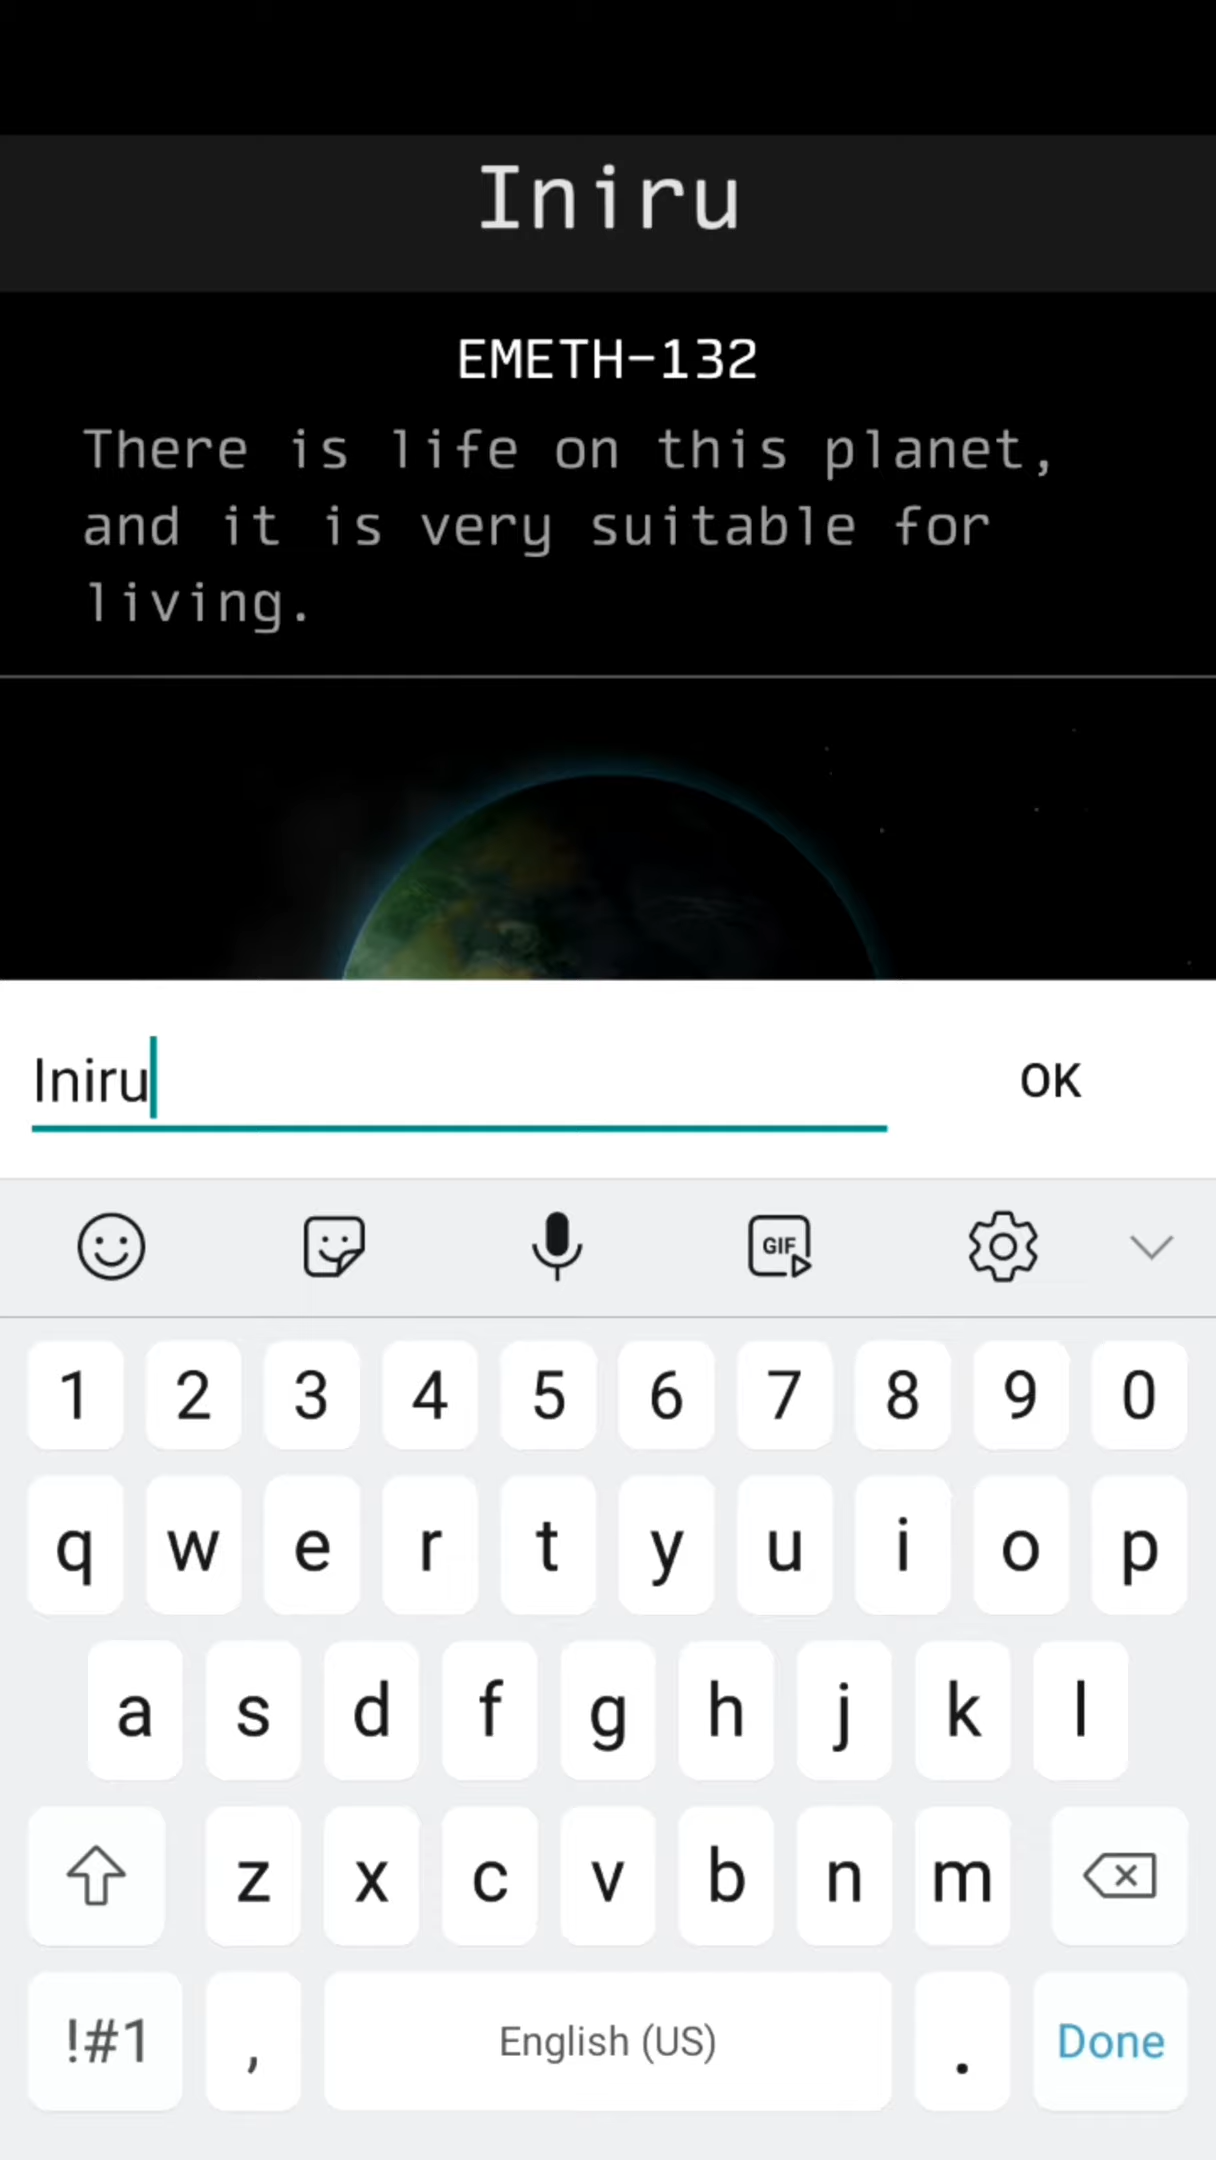 Iniru
EMETH-132
There is life on this planet,
and it is very suitable for
living.
Iniru
OK
GIF
1 2 3 4 5 6 7 8 9 0
q w e r t y u i o p
a s d f g h j k l
z x c v b n m
!#1 , English (US) . Done